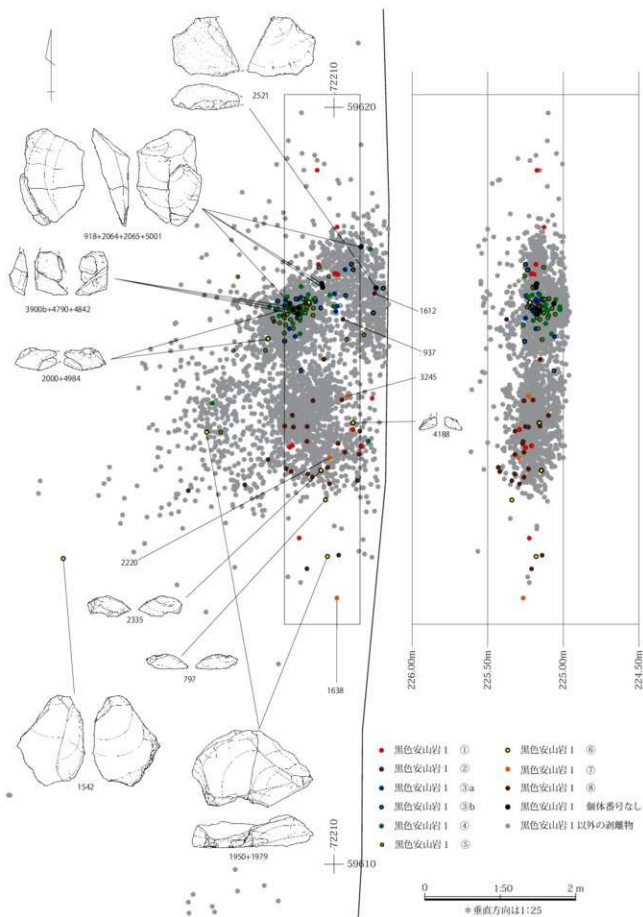 72210
59620
2521
918+2064+2065+5001
3900b+4790+4842
2000+4984
1612
937
3245
4188
2220
2335
797
1638
1542
1950+1979
72210
59610
226.00m
225.50m
225.00m
224.50m
黒色安山岩1 ①
黒色安山岩1 ②
黒色安山岩1 ③a
黒色安山岩1 ③b
黒色安山岩1 ④
黒色安山岩1 ⑤
黒色安山岩1 ⑥
黒色安山岩1 ⑦
黒色安山岩1 ⑧
黒色安山岩1 個体番号なし
黒色安山岩1以外の剥離物
0 1:50 2 m
＊垂直方向は1:25